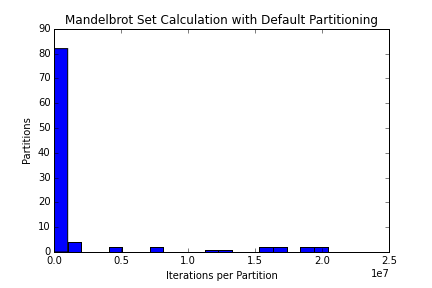 Mandelbrot Set Calculation with Default Partitioning
90
80
70
60
50
40
30
20
10
0
Partitions
0.0 0.5 1.0 1.5 2.0 2.5
1e7
Iterations per Partition